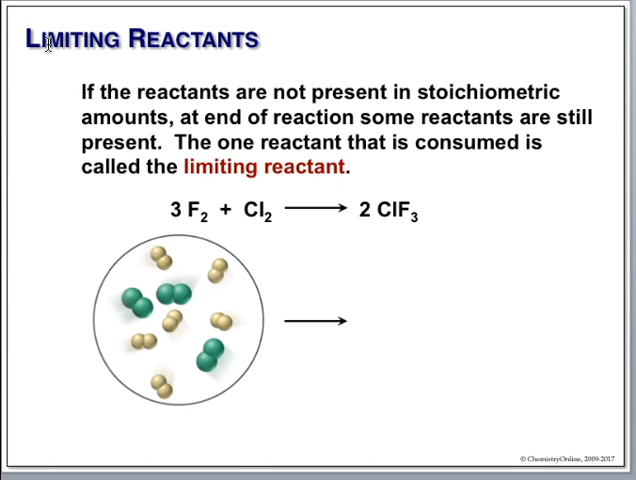 LIMITING REACTANTS
If the reactants are not present in stoichiometric
amounts, at end of reaction some reactants are still
present. The one reactant that is consumed is
called the limiting reactant.
3 F₂ + Cl₂ ⟶ 2 ClF₃
© ChemistryOnline, 2009-2017